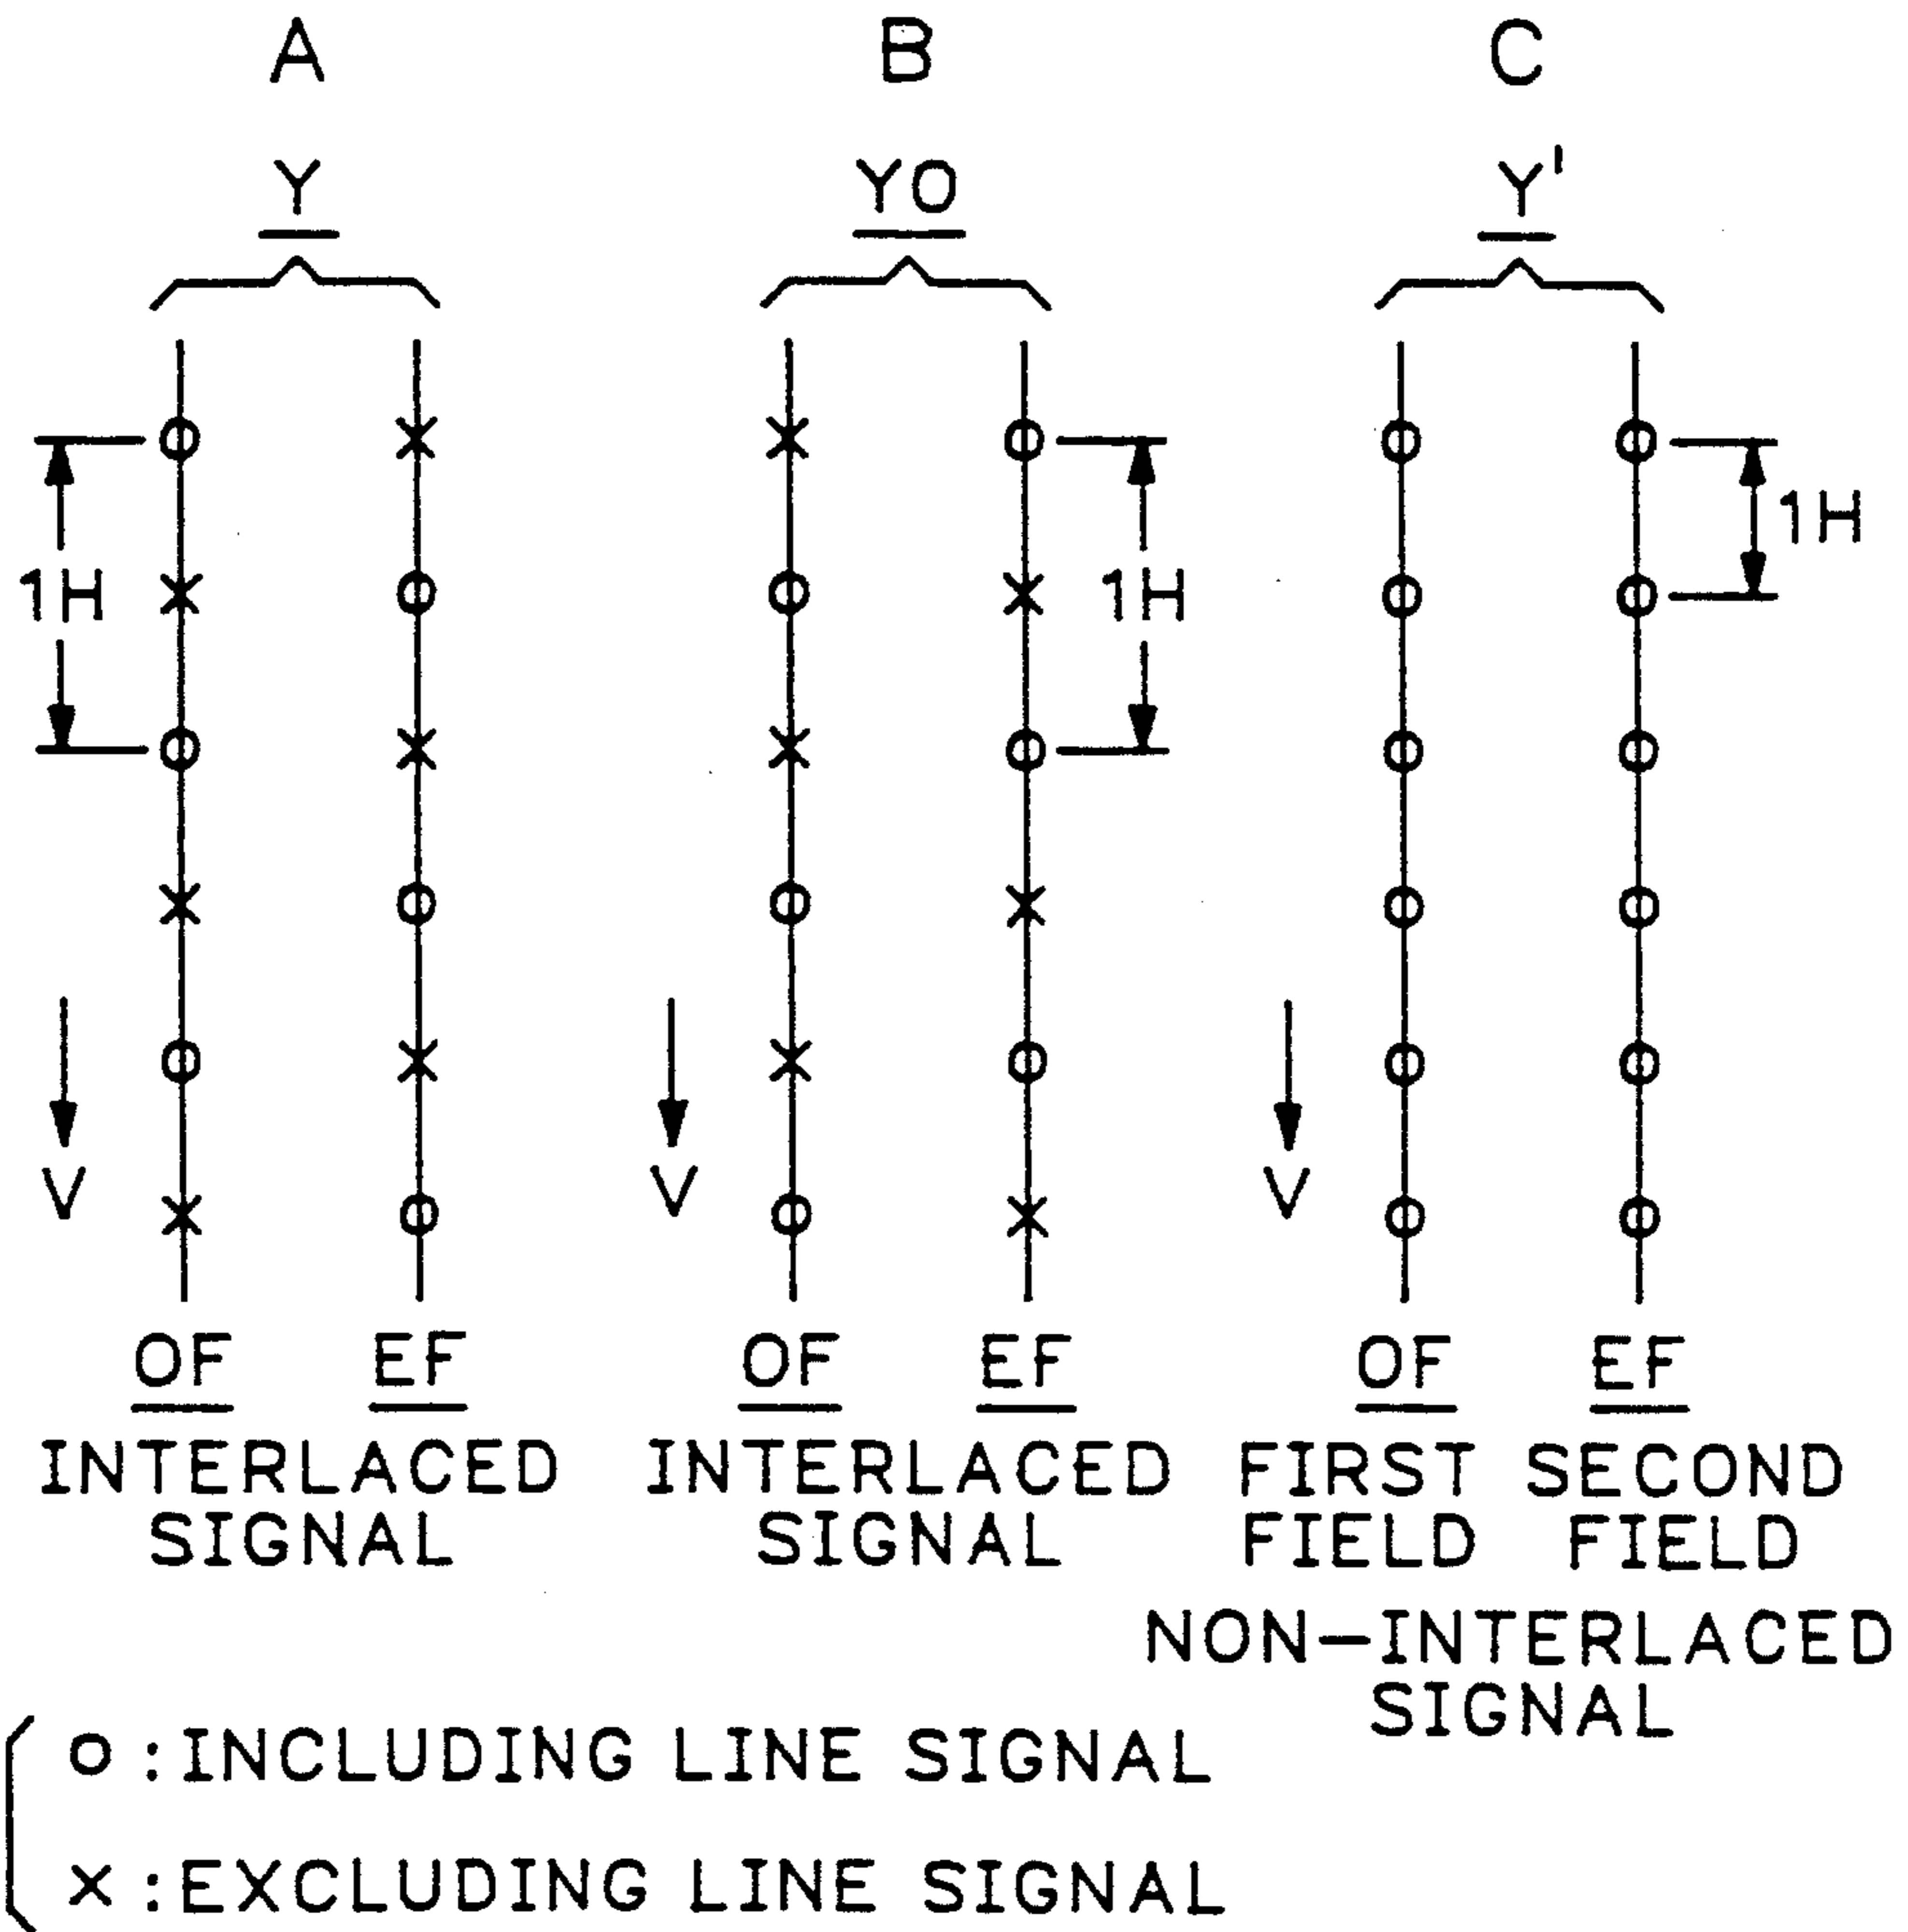 A B C
Y YO Y'
1H 1H 1H
V V V
OF EF OF EF OF EF
INTERLACED SIGNAL
INTERLACED SIGNAL
FIRST FIELD
SECOND FIELD
NON-INTERLACED SIGNAL
O :INCLUDING LINE SIGNAL
X :EXCLUDING LINE SIGNAL